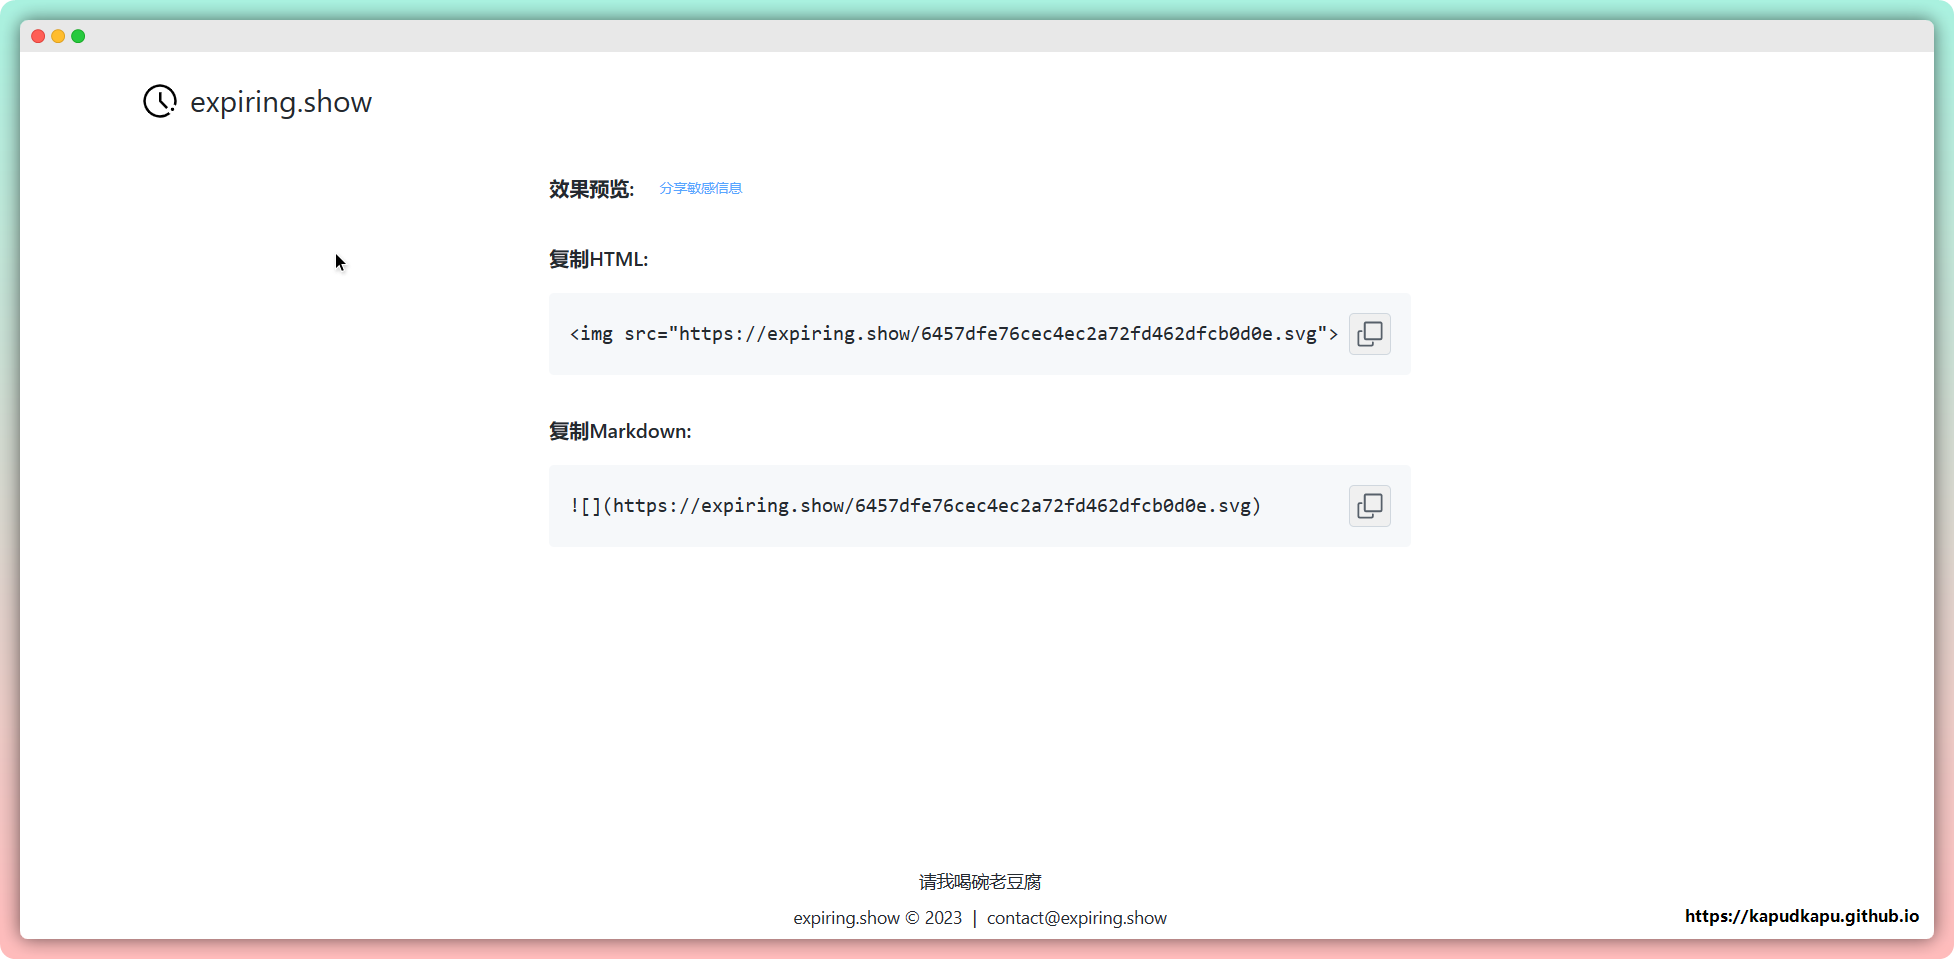 expiring.show
效果预览: 分享敏感信息
复制HTML:
<img src="https://expiring.show/6457dfe76cec4ec2a72fd462dfcb0d0e.svg">
复制Markdown:
![](https://expiring.show/6457dfe76cec4ec2a72fd462dfcb0d0e.svg)
请我喝碗老豆腐
expiring.show © 2023 | contact@expiring.show
https://kapudkapu.github.io